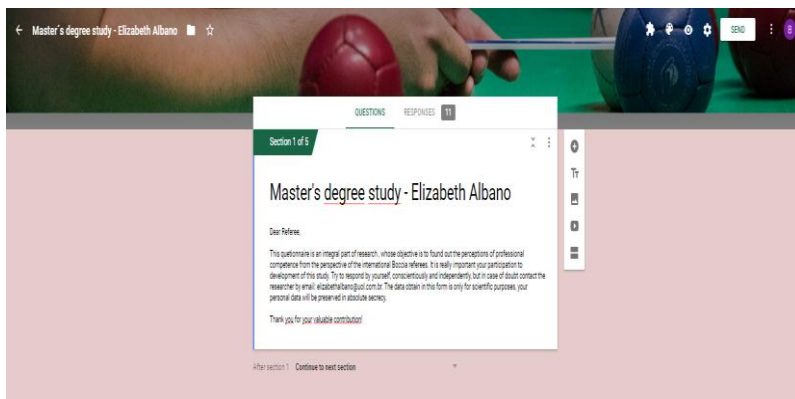 Master´s degree study - Elizabeth Albano
SEND
QUESTIONS RESPONSES 11
Section 1 of 5
Master's degree study - Elizabeth Albano
Dear Referee,
This quetionnaire is an integral part of research , whose objective is to found out the perceptions of professional
competence from the perspective of the international Boccia referees. It is really important your participation to
development of this study. Try to respond by yourself, conscientiously and independently, but in case of doubt contact the
researcher by email: elizabethalbano@uol.com.br. The data obtain in this form is only for scientific purposes, your
personal data will be preserved in absolute secrecy.
Thank you for your valuable contribution!
After section 1 Continue to next section